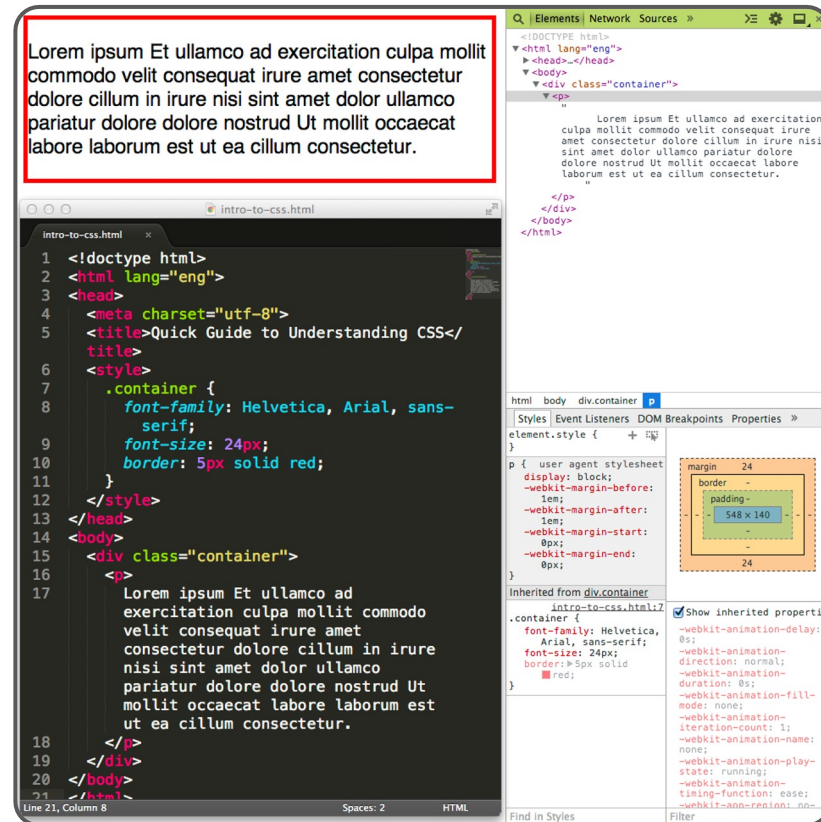 Lorem ipsum Et ullamco ad exercitation culpa mollit
commodo velit consequat irure amet consectetur
dolore cillum in irure nisi sint amet dolor ullamco
pariatur dolore dolore nostrud Ut mollit occaecat
labore laborum est ut ea cillum consectetur.
intro-to-css.html
intro-to-css.html ×
1 <!doctype html>
2 <html lang="eng">
3 <head>
4 <meta charset="utf-8">
5 <title>Quick Guide to Understanding CSS</
title>
6 <style>
7 .container {
8 font-family: Helvetica, Arial, sans-
serif;
9 font-size: 24px;
10 border: 5px solid red;
11 }
12 </style>
13 </head>
14 <body>
15 <div class="container">
16 <p>
17 Lorem ipsum Et ullamco ad
exercitation culpa mollit commodo
velit consequat irure amet
consectetur dolore cillum in irure
nisi sint amet dolor ullamco
pariatur dolore dolore nostrud Ut
mollit occaecat labore laborum est
ut ea cillum consectetur.
18 </p>
19 </div>
20 </body>
21 </html>
Line 21, Column 8 Spaces: 2 HTML
Elements Network Sources »
<!DOCTYPE html>
▼<html lang="eng">
▶<head>…</head>
▼<body>
▼<div class="container">
▼<p>
"
Lorem ipsum Et ullamco ad exercitation
culpa mollit commodo velit consequat irure
amet consectetur dolore cillum in irure nisi
sint amet dolor ullamco pariatur dolore
dolore nostrud Ut mollit occaecat labore
laborum est ut ea cillum consectetur.
"
</p>
</div>
</body>
</html>
html body div.container p
Styles Event Listeners DOM Breakpoints Properties »
element.style {
}
p { user agent stylesheet
display: block;
-webkit-margin-before:
1em;
-webkit-margin-after:
1em;
-webkit-margin-start:
0px;
-webkit-margin-end:
0px;
}
Inherited from div.container
intro-to-css.html:7
.container {
font-family: Helvetica,
Arial, sans-serif;
font-size: 24px;
border:▶5px solid
red;
}
Find in Styles
margin 24
border -
padding -
- - - 548 × 140 - - -
-
-
24
Show inherited properti
-webkit-animation-delay:
0s;
-webkit-animation-
direction: normal;
-webkit-animation-
duration: 0s;
-webkit-animation-fill-
mode: none;
-webkit-animation-
iteration-count: 1;
-webkit-animation-name:
none;
-webkit-animation-play-
state: running;
-webkit-animation-
timing-function: ease;
-webkit-app-region: no-
Filter